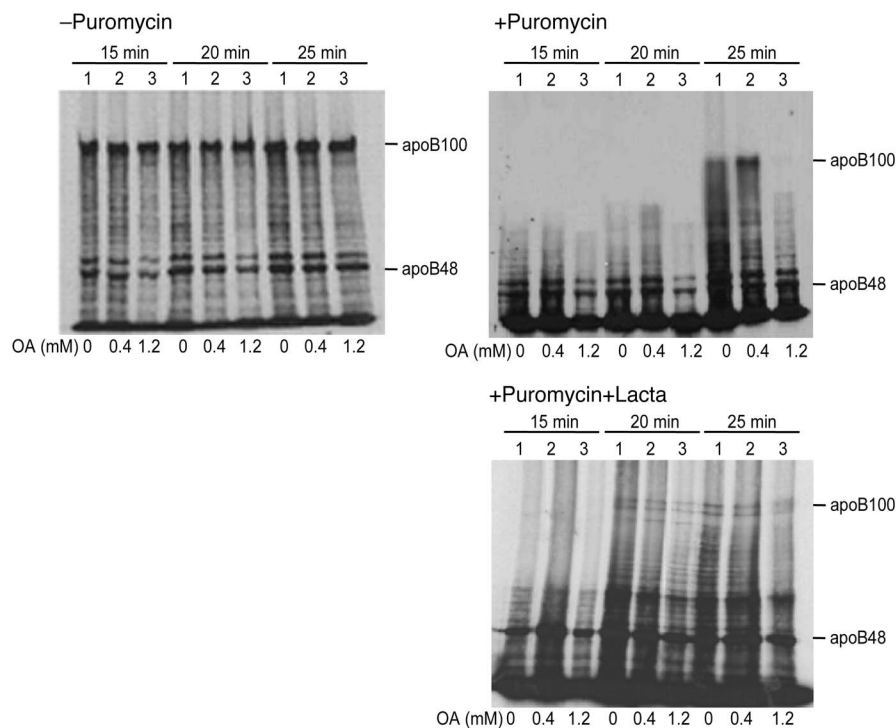 –Puromycin
15 min 20 min 25 min
1 2 3 1 2 3 1 2 3
apoB100
apoB48
OA (mM) 0 0.4 1.2 0 0.4 1.2 0 0.4 1.2
+Puromycin
15 min 20 min 25 min
1 2 3 1 2 3 1 2 3
apoB100
apoB48
OA (mM) 0 0.4 1.2 0 0.4 1.2 0 0.4 1.2
+Puromycin+Lacta
15 min 20 min 25 min
1 2 3 1 2 3 1 2 3
apoB100
apoB48
OA (mM) 0 0.4 1.2 0 0.4 1.2 0 0.4 1.2